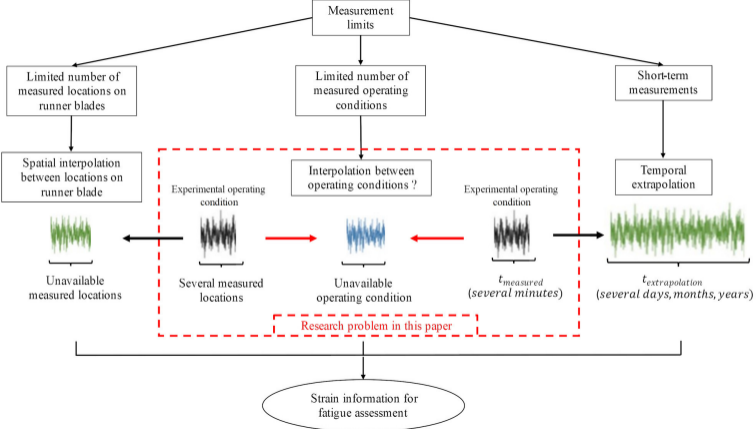 Measurement
limits
Limited number of
measured locations on
runner blades
Limited number of
measured operating
conditions
Short-term
measurements
Spatial interpolation
between locations on
runner blade
Interpolation between
operating conditions ?
Temporal
extrapolation
Experimental operating
condition
Experimental operating
condition
Unavailable
measured locations
Several measured
locations
Unavailable
operating condition
t_measured
(several minutes)
t_extrapolation
(several days, months, years)
Research problem in this paper
Strain information for
fatigue assessment